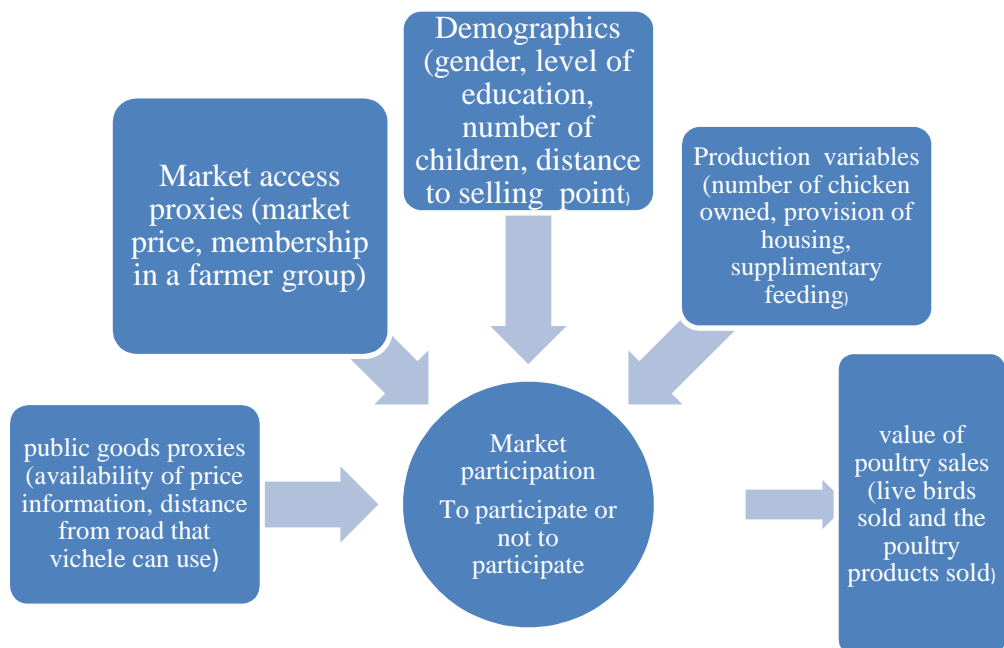 Demographics
(gender, level of
education,
number of
children, distance
to selling point)
Market access
proxies (market
price, membership
in a farmer group)
Production variables
(number of chicken
owned, provision of
housing,
supplimentary
feeding)
public goods proxies
(availability of price
information, distance
from road that
vichele can use)
Market
participation
To participate or
not to
participate
value of
poultry sales
(live birds
sold and the
poultry
products sold)